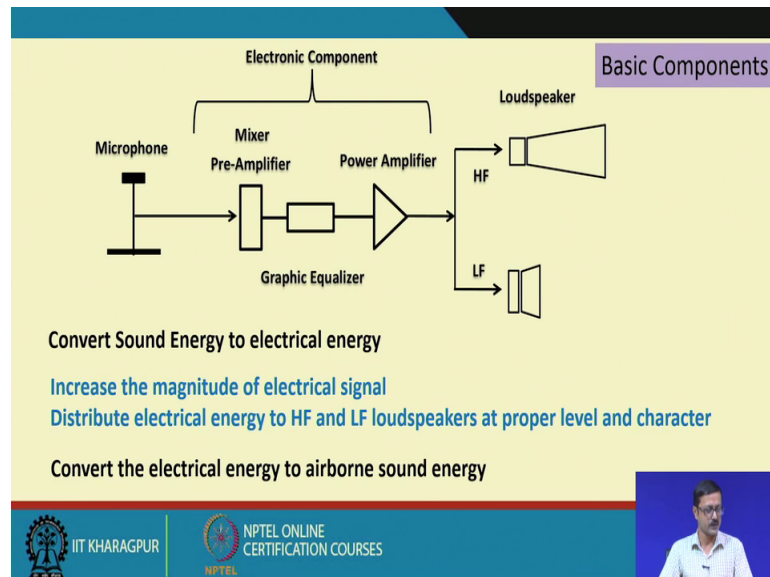 Basic Components
Electronic Component
Loudspeaker
Microphone
Mixer
Pre-Amplifier
Power Amplifier
HF
Graphic Equalizer
LF
Convert Sound Energy to electrical energy
Increase the magnitude of electrical signal
Distribute electrical energy to HF and LF loudspeakers at proper level and character
Convert the electrical energy to airborne sound energy
IIT KHARAGPUR
NPTEL
NPTEL ONLINE
CERTIFICATION COURSES